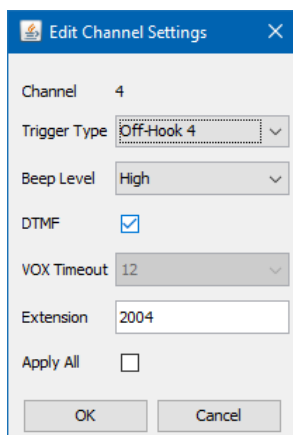 Edit Channel Settings
Channel 4
Trigger Type Off-Hook 4
Beep Level High
DTMF
VOX Timeout 12
Extension 2004
Apply All
OK Cancel